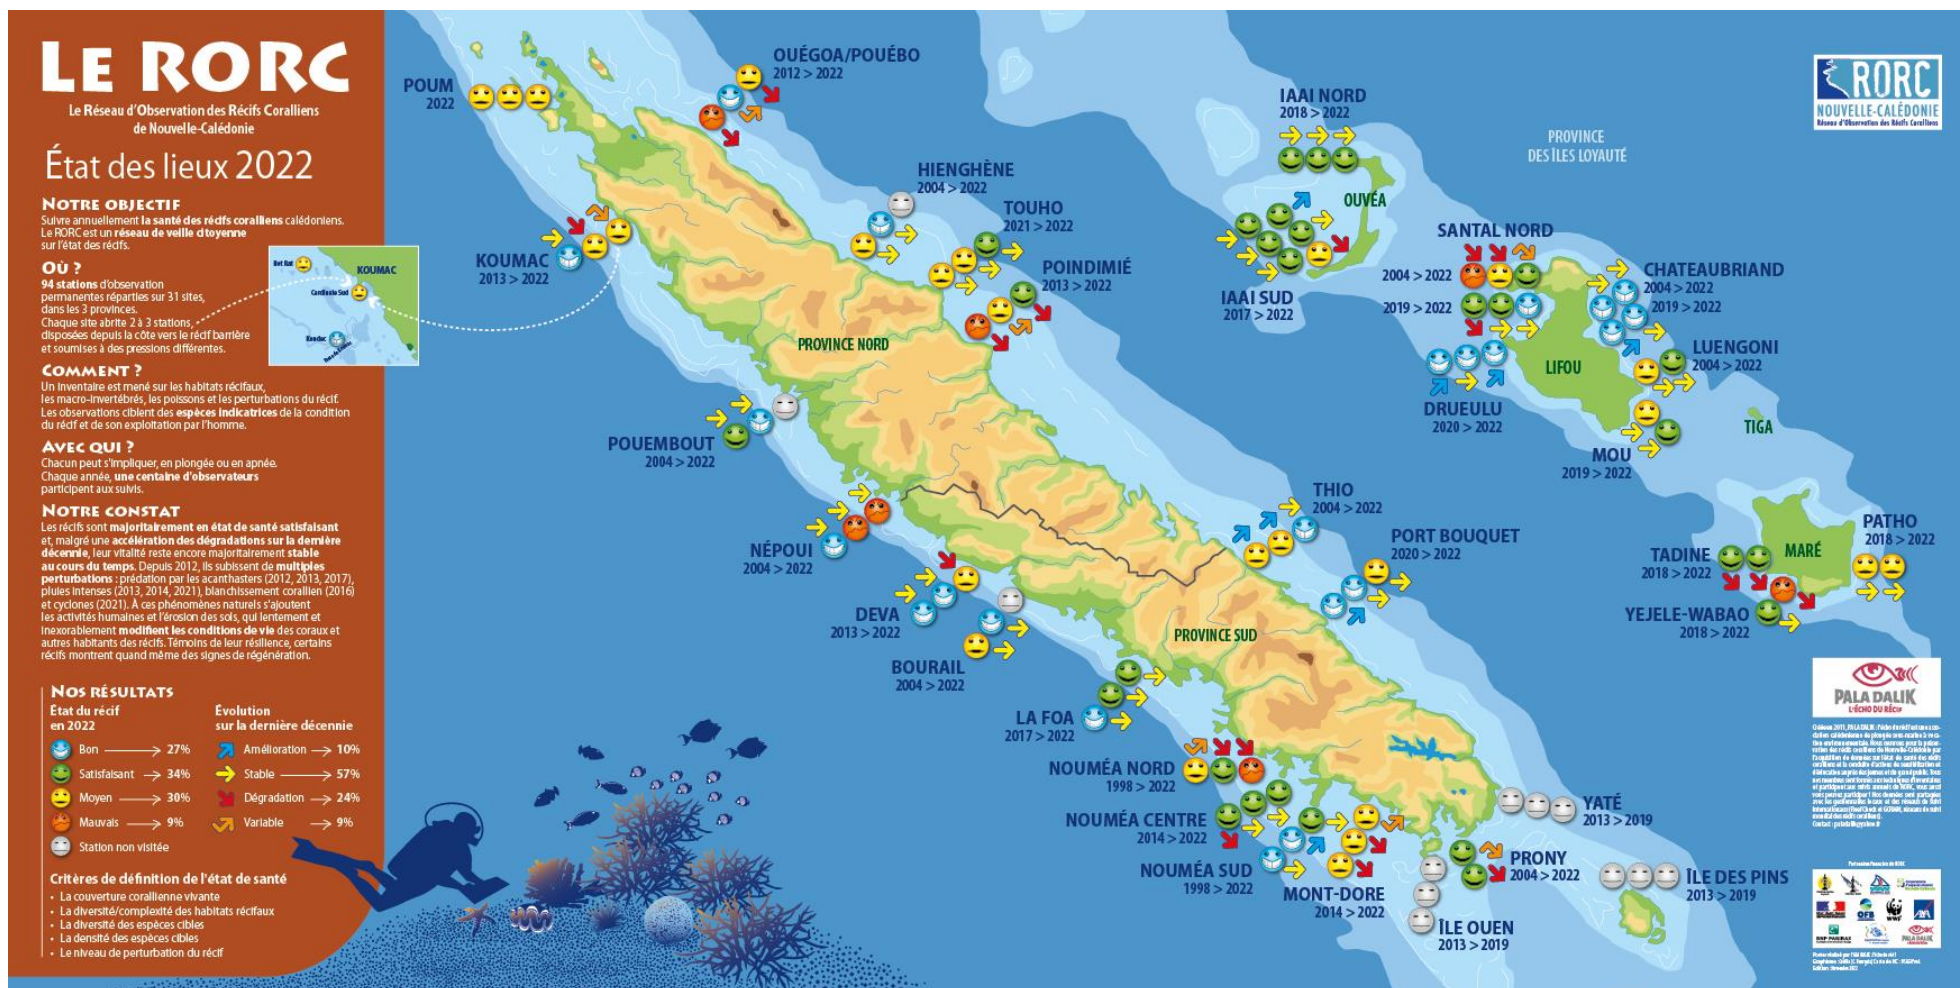 LE RORC
Le Réseau d'Observation des Récifs Coralliens
de Nouvelle-Calédonie
État des lieux 2022
NOTRE OBJECTIF
Suivre annuellement la santé des récifs coralliens calédoniens.
Le RORC est un réseau de veille citoyenne
sur l'état des récifs.
OÙ ?
94 stations d'observation
permanentes réparties sur 31 sites,
dans les 3 provinces.
Chaque site abrite 2 à 3 stations,
disposées depuis la côte vers le récif barrière
et soumises à des pressions différentes.
COMMENT ?
Un inventaire est mené sur les habitats récifaux,
les macro-invertébrés, les poissons et les perturbations du récif.
Les observations ciblent des espèces indicatrices de la condition
du récif et de son exploitation par l'homme.
AVEC QUI ?
Chacun peut s'impliquer, en plongée ou en apnée.
Chaque année, une centaine d'observateurs
participent aux suivis.
NOTRE CONSTAT
Les récifs sont majoritairement en état de santé satisfaisant
et, malgré une accélération des dégradations sur la dernière
décennie, leur vitalité reste encore majoritairement stable
au cours du temps. Depuis 2012, ils subissent de multiples
perturbations : prédation par les acanthasters (2012, 2013, 2017),
pluies intenses (2013, 2014, 2021), blanchissement corallien (2016)
et cyclones (2021). À ces phénomènes naturels s'ajoutent
les activités humaines et l'érosion des sols, qui lentement et
inexorablement modifient les conditions de vie des coraux et
autres habitants des récifs. Témoins de leur résilience, certains
récifs montrent quand même des signes de régénération.
NOS RÉSULTATS
État du récif
en 2022
Bon 27%
Satisfaisant 34%
Moyen 30%
Mauvais 9%
Station non visitée
Évolution
sur la dernière décennie
Amélioration 10%
Stable 57%
Dégradation 24%
Variable 9%
Critères de définition de l'état de santé
• La couverture corallienne vivante
• La diversité/complexité des habitats récifaux
• La diversité des espèces cibles
• La densité des espèces cibles
• Le niveau de perturbation du récif
KOUMAC
Cardinale Sud
Kendec
POUM
2022
OUÉGOA/POUÉBO
2012 > 2022
HIENGHÈNE
2004 > 2022
TOUHO
2021 > 2022
POINDIMIÉ
2013 > 2022
KOUMAC
2013 > 2022
PROVINCE NORD
POUEMBOUT
2004 > 2022
NÉPOUI
2004 > 2022
DEVA
2013 > 2022
BOURAIL
2004 > 2022
LA FOA
2017 > 2022
THIO
2004 > 2022
PORT BOUQUET
2020 > 2022
PROVINCE SUD
NOUMÉA NORD
1998 > 2022
NOUMÉA CENTRE
2014 > 2022
NOUMÉA SUD
1998 > 2022
MONT-DORE
2014 > 2022
YATÉ
2013 > 2019
PRONY
2004 > 2022
ÎLE OUEN
2013 > 2019
ÎLE DES PINS
2013 > 2019
IAAI NORD
2018 > 2022
OUVÉA
IAAI SUD
2017 > 2022
PROVINCE
DES ÎLES LOYAUTÉ
SANTAL NORD
2004 > 2022
2019 > 2022
CHATEAUBRIAND
2004 > 2022
2019 > 2022
LIFOU
LUENGONI
2004 > 2022
DRUEULU
2020 > 2022
MOU
2019 > 2022
TIGA
PATHO
2018 > 2022
MARÉ
TADINE
2018 > 2022
YEJELE-WABAO
2018 > 2022
RORC
NOUVELLE-CALÉDONIE
Réseau d'Observation des Récifs Coralliens
PALA DALIK
L'ÉCHO DU RÉCIF
OFB
WWF
AXA
BNP PARIBAS
PALA DALIK